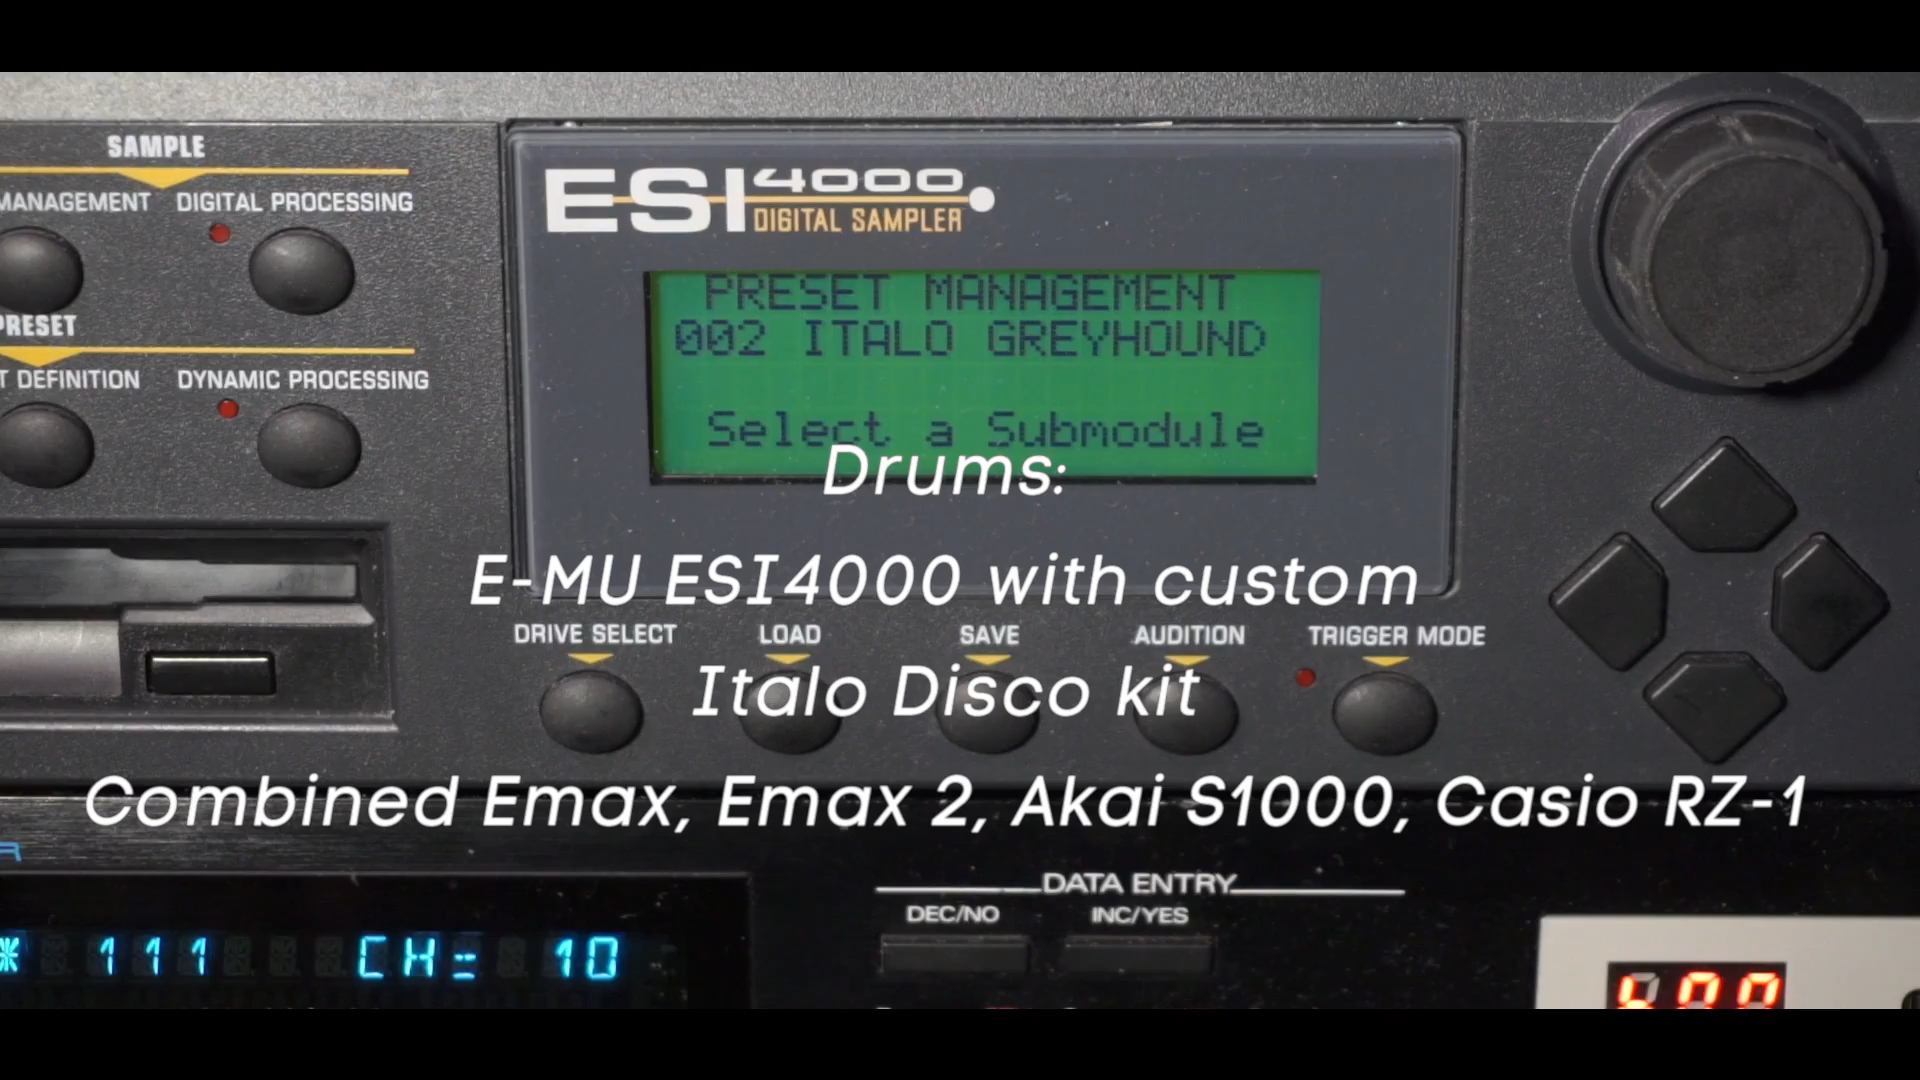 SAMPLE
MANAGEMENT
DIGITAL PROCESSING
PRESET
T DEFINITION
DYNAMIC PROCESSING
ESI 4000
DIGITAL SAMPLER
PRESET MANAGEMENT
002 ITALO GREYHOUND
Select a Submodule
Drums:
E-MU ESI4000 with custom
DRIVE SELECT
LOAD
SAVE
AUDITION
TRIGGER MODE
Italo Disco kit
Combined Emax, Emax 2, Akai S1000, Casio RZ-1
R
DATA ENTRY
DEC/NO
INC/YES
* 111 CH= 10